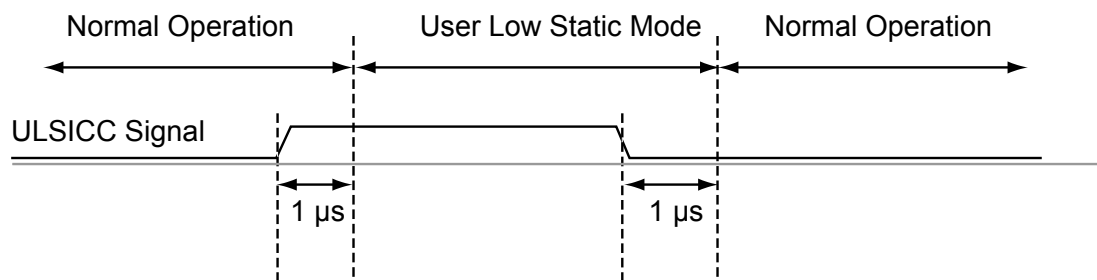 Normal Operation
User Low Static Mode
Normal Operation
ULSICC Signal
1 µs
1 µs